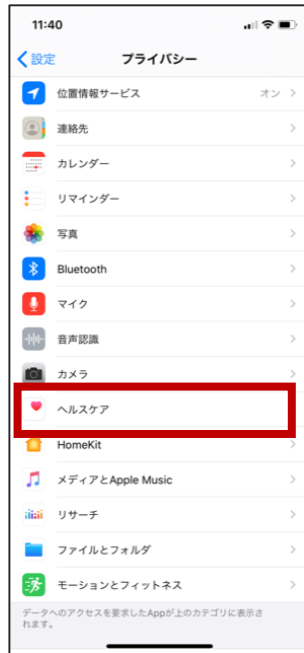 11:40
設定
プライバシー
位置情報サービス オン
連絡先
カレンダー
リマインダー
写真
Bluetooth
マイク
音声認識
カメラ
ヘルスケア
HomeKit
メディアとApple Music
リサーチ
ファイルとフォルダ
モーションとフィットネス
データへのアクセスを要求したAppが上のカテゴリに表示さ
れます。